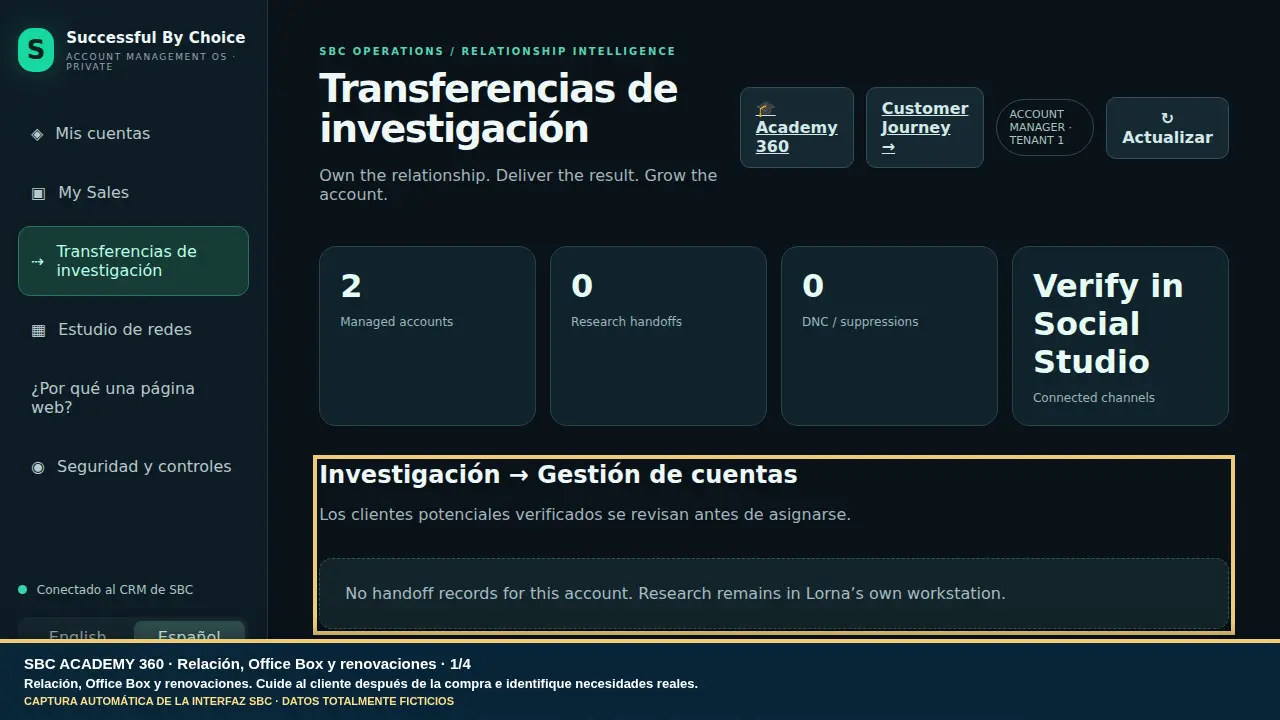 S
Successful By Choice
ACCOUNT MANAGEMENT OS ·
PRIVATE
◈ Mis cuentas
▣ My Sales
⇢ Transferencias de
investigación
▦ Estudio de redes
¿Por qué una página
web?
◉ Seguridad y controles
Conectado al CRM de SBC
English Español
SBC OPERATIONS / RELATIONSHIP INTELLIGENCE
Transferencias de
investigación
Own the relationship. Deliver the result. Grow the
account.
🎓
Academy
360
Customer
Journey
→
ACCOUNT
MANAGER ·
TENANT 1
↻
Actualizar
2
Managed accounts
0
Research handoffs
0
DNC / suppressions
Verify in
Social
Studio
Connected channels
Investigación → Gestión de cuentas
Los clientes potenciales verificados se revisan antes de asignarse.
No handoff records for this account. Research remains in Lorna’s own workstation.
SBC ACADEMY 360 · Relación, Office Box y renovaciones · 1/4
Relación, Office Box y renovaciones. Cuide al cliente después de la compra e identifique necesidades reales.
CAPTURA AUTOMÁTICA DE LA INTERFAZ SBC · DATOS TOTALMENTE FICTICIOS